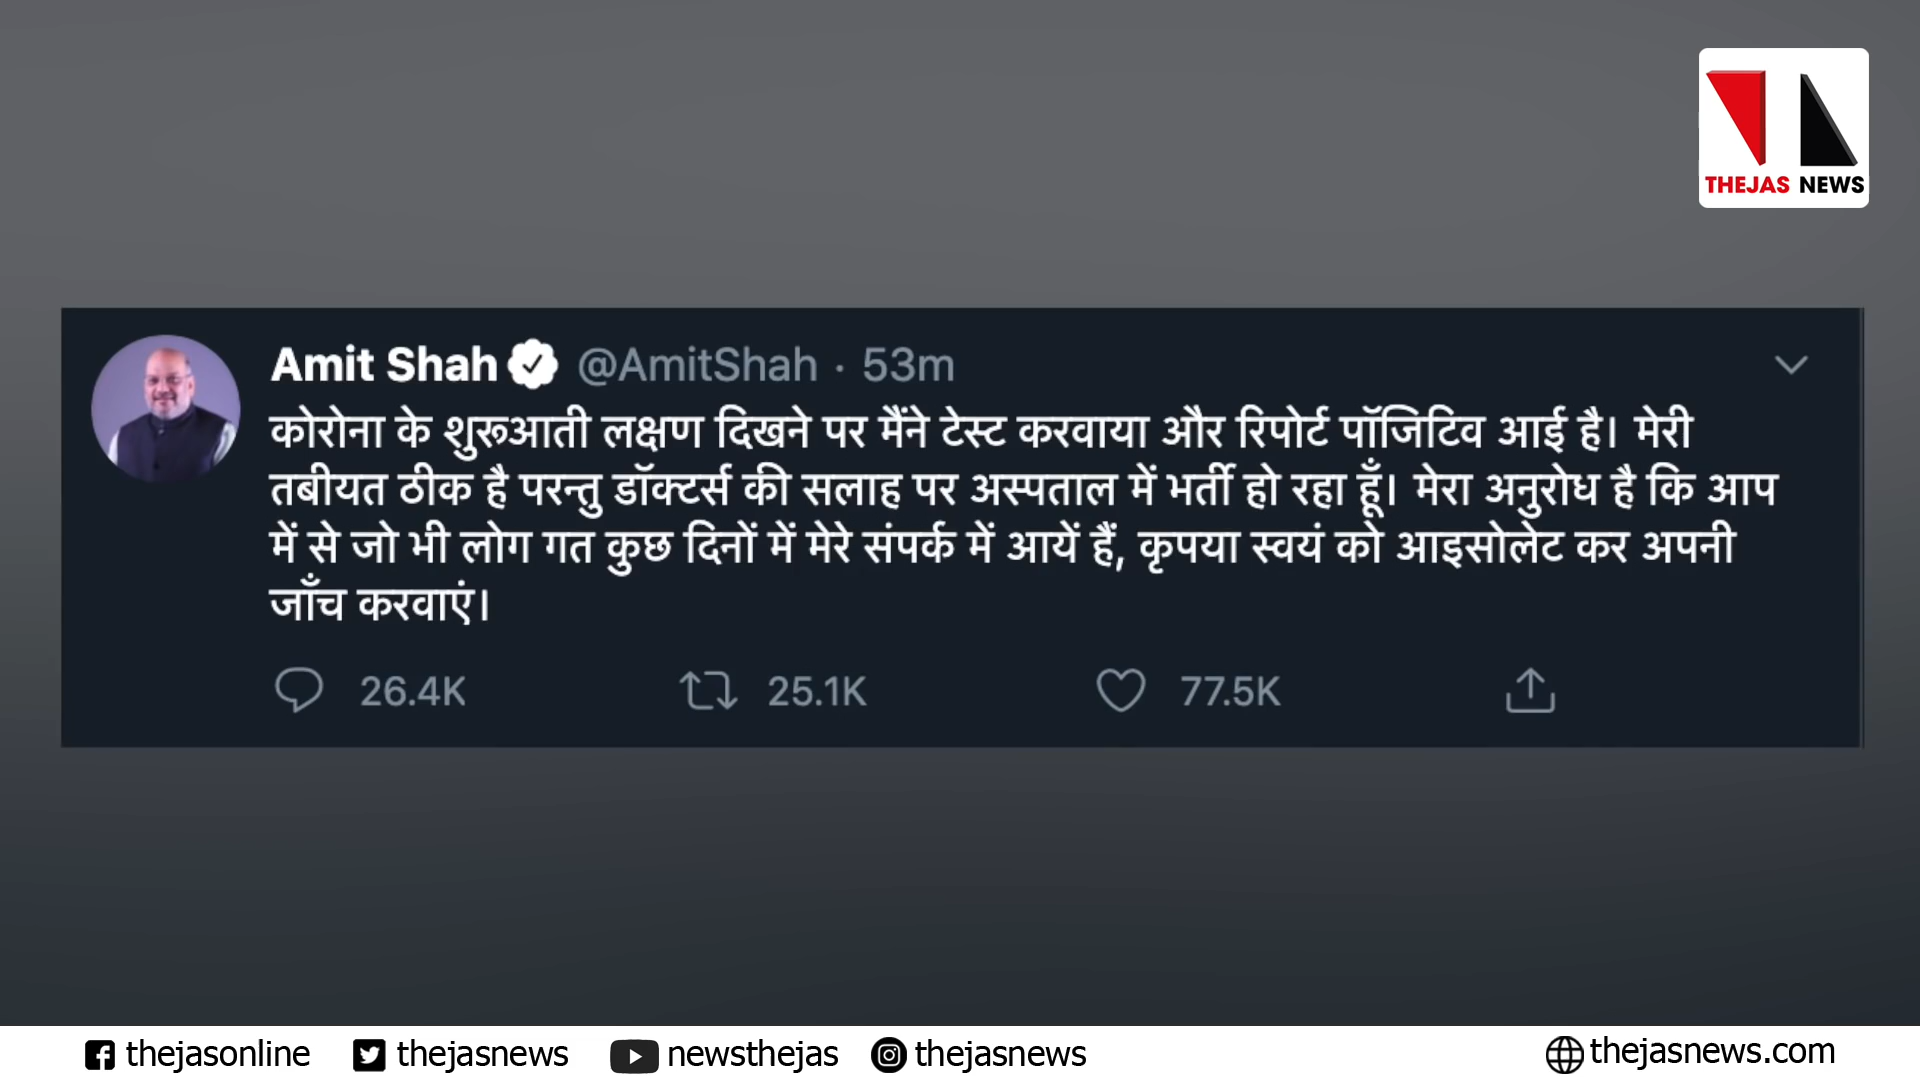 THEJAS NEWS
Amit Shah @AmitShah · 53m
कोरोना के शुरूआती लक्षण दिखने पर मैंने टेस्ट करवाया और रिपोर्ट पॉजिटिव आई है। मेरी
तबीयत ठीक है परन्तु डॉक्टर्स की सलाह पर अस्पताल में भर्ती हो रहा हूँ। मेरा अनुरोध है कि आप
में से जो भी लोग गत कुछ दिनों में मेरे संपर्क में आयें हैं, कृपया स्वयं को आइसोलेट कर अपनी
जाँच करवाएं।
26.4K 25.1K 77.5K
thejasonline thejasnews newsthejas thejasnews thejasnews.com